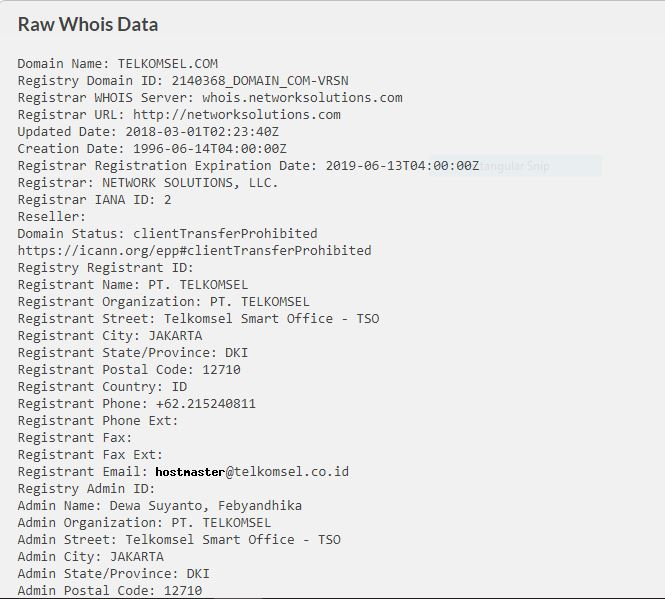 Raw Whois Data
Domain Name: TELKOMSEL.COM
Registry Domain ID: 2140368_DOMAIN_COM-VRSN
Registrar WHOIS Server: whois.networksolutions.com
Registrar URL: http://networksolutions.com
Updated Date: 2018-03-01T02:23:40Z
Creation Date: 1996-06-14T04:00:00Z
Registrar Registration Expiration Date: 2019-06-13T04:00:00Z
Registrar: NETWORK SOLUTIONS, LLC.
Registrar IANA ID: 2
Reseller:
Domain Status: clientTransferProhibited
https://icann.org/epp#clientTransferProhibited
Registry Registrant ID:
Registrant Name: PT. TELKOMSEL
Registrant Organization: PT. TELKOMSEL
Registrant Street: Telkomsel Smart Office - TSO
Registrant City: JAKARTA
Registrant State/Province: DKI
Registrant Postal Code: 12710
Registrant Country: ID
Registrant Phone: +62.215240811
Registrant Phone Ext:
Registrant Fax:
Registrant Fax Ext:
Registrant Email: hostmaster@telkomsel.co.id
Registry Admin ID:
Admin Name: Dewa Suyanto, Febyandhika
Admin Organization: PT. TELKOMSEL
Admin Street: Telkomsel Smart Office - TSO
Admin City: JAKARTA
Admin State/Province: DKI
Admin Postal Code: 12710